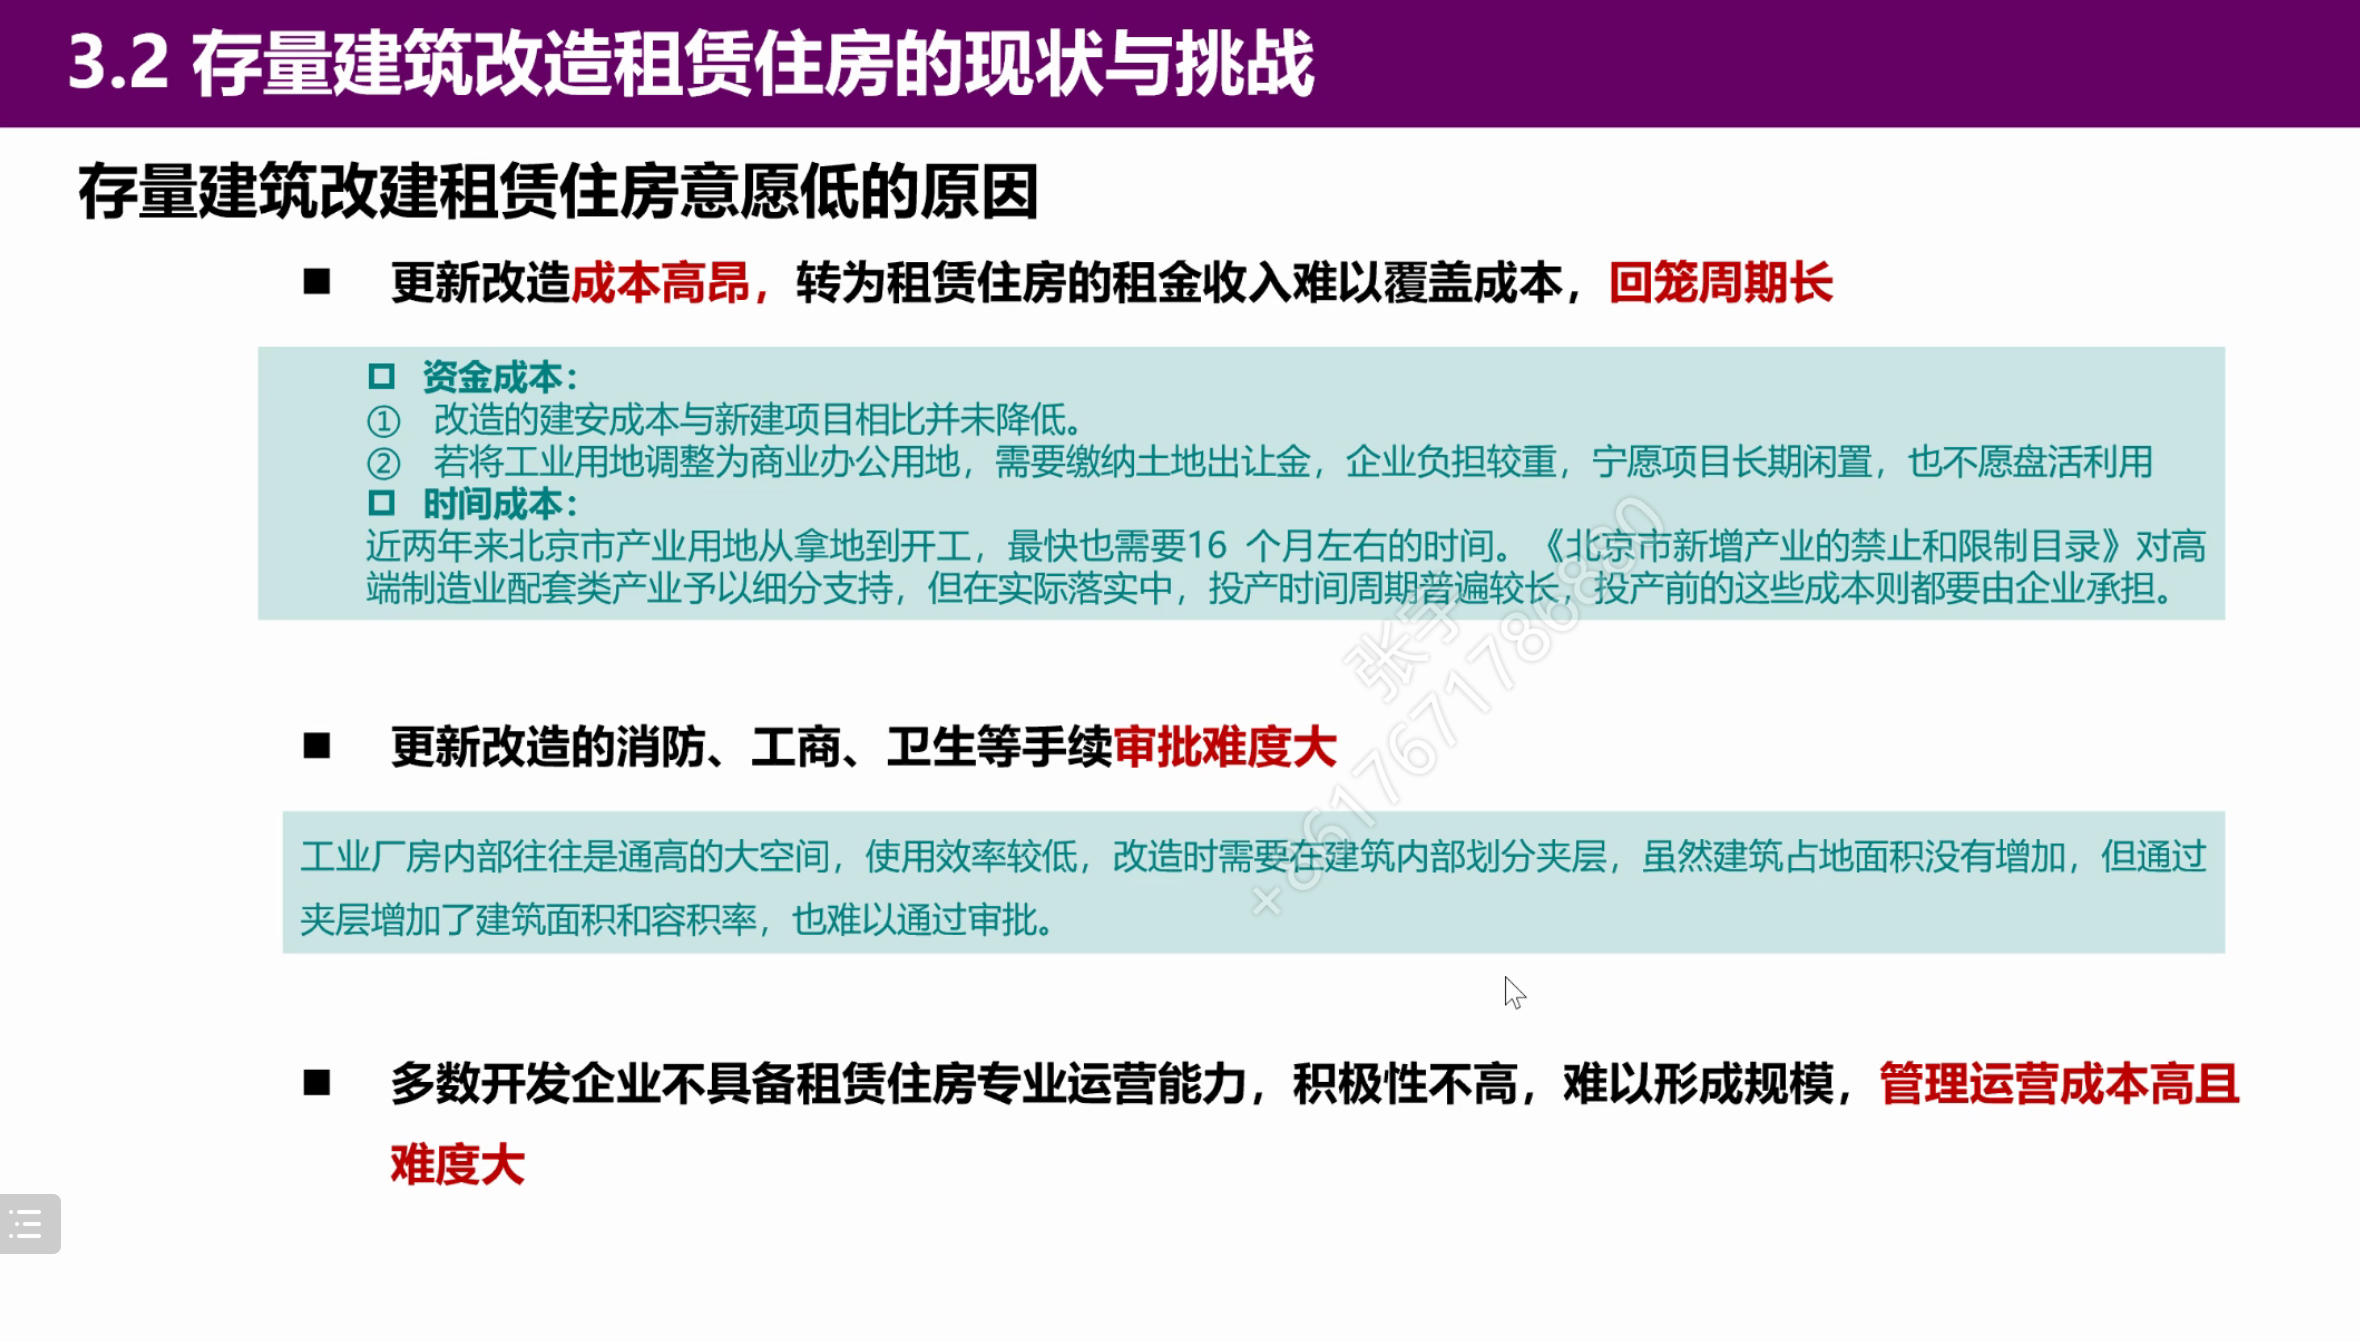 3.2 存量建筑改造租赁住房的现状与挑战
存量建筑改建租赁住房意愿低的原因
■ 更新改造成本高昂，转为租赁住房的租金收入难以覆盖成本，回笼周期长
资金成本：
① 改造的建安成本与新建项目相比并未降低。
② 若将工业用地调整为商业办公用地，需要缴纳土地出让金，企业负担较重，宁愿项目长期闲置，也不愿盘活利用
时间成本：
近两年来北京市产业用地从拿地到开工，最快也需要16 个月左右的时间。《北京市新增产业的禁止和限制目录》对高
端制造业配套类产业予以细分支持，但在实际落实中，投产时间周期普遍较长，投产前的这些成本则都要由企业承担。
■ 更新改造的消防、工商、卫生等手续审批难度大
工业厂房内部往往是通高的大空间，使用效率较低，改造时需要在建筑内部划分夹层，虽然建筑占地面积没有增加，但通过
夹层增加了建筑面积和容积率，也难以通过审批。
■ 多数开发企业不具备租赁住房专业运营能力，积极性不高，难以形成规模，管理运营成本高且
难度大
张宇
+8617671786880